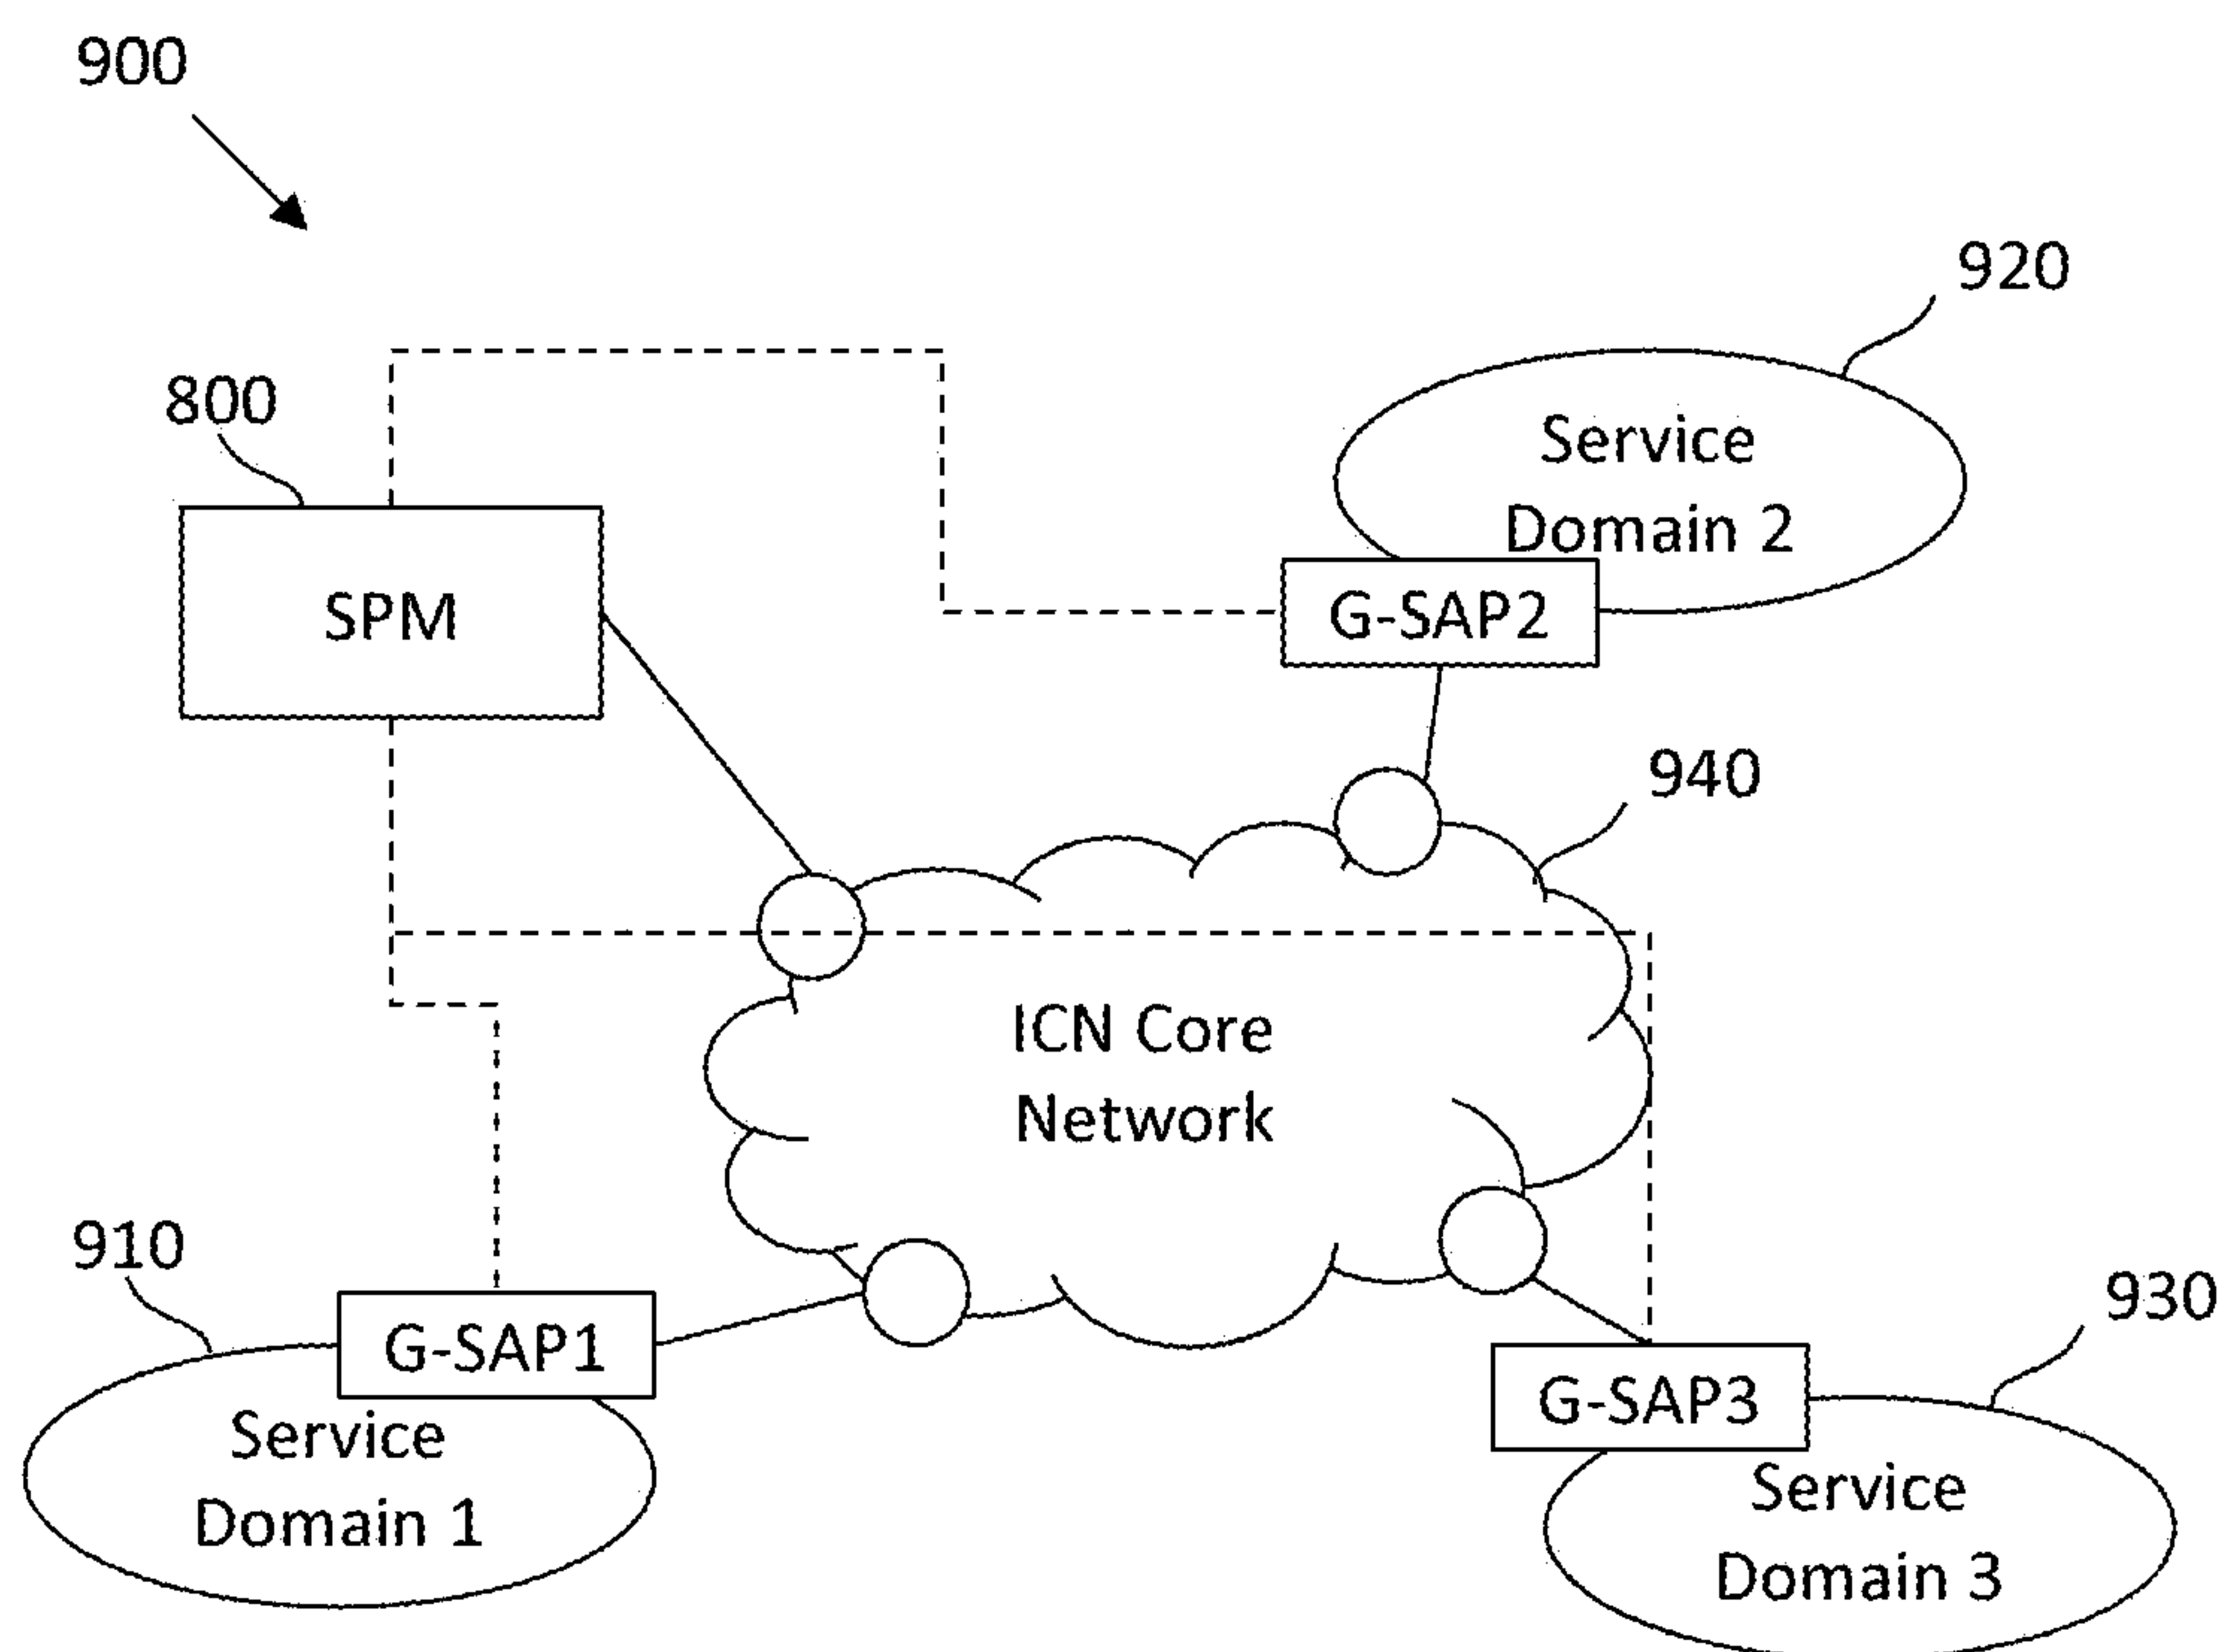 900
920
800
Service
Domain 2
SPM
G-SAP2
940
ICN Core
Network
910
930
G-SAP1
G-SAP3
Service
Domain 1
Service
Domain 3